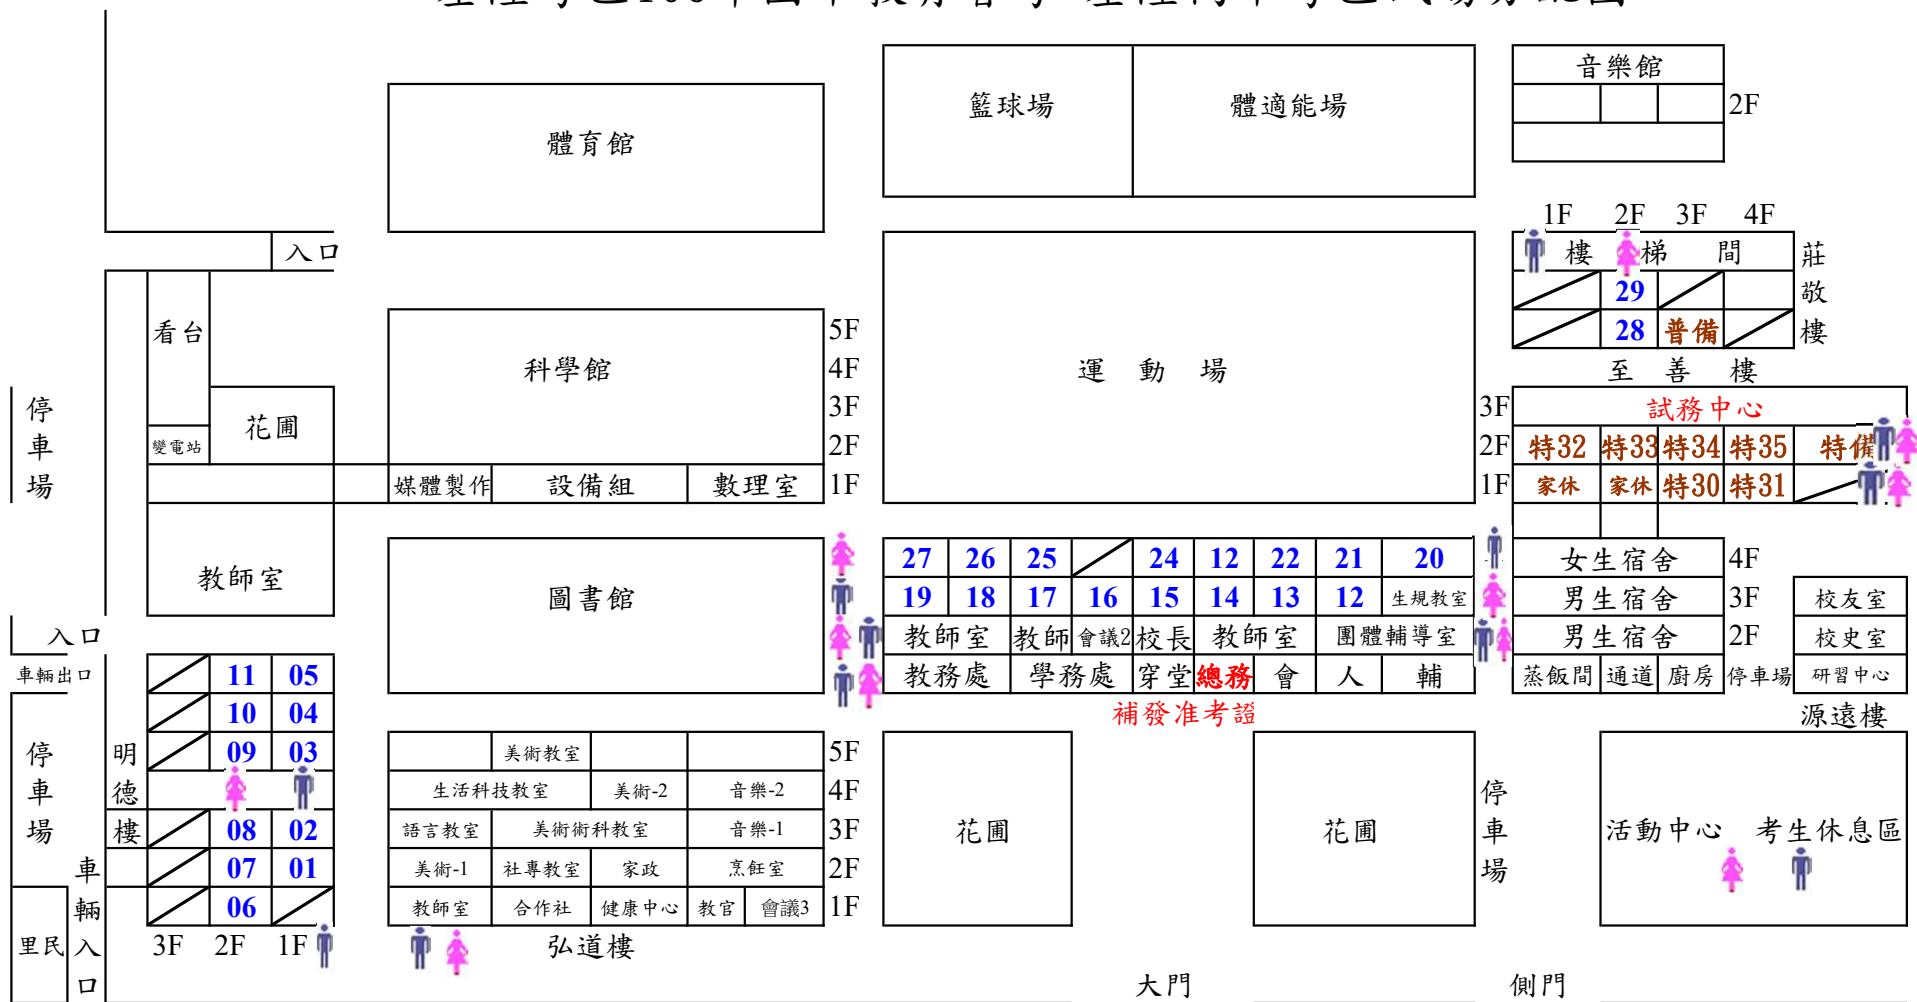 音樂館
籃球場 體適能場 2F
體育館
1F 2F 3F 4F
入口 樓 梯 間 莊敬樓
29
看台 5F 28 普備
科學館 4F 運 動 場 至 善 樓
停車場 花圃 3F 3F 試務中心
變電站 2F 2F 特32 特33 特34 特35 特備
媒體製作 設備組 數理室 1F 1F 家休 家休 特30 特31
27 26 25 24 12 22 21 20 女生宿舍 4F
教師室 圖書館 19 18 17 16 15 14 13 12 生規教室 男生宿舍 3F 校友室
入口 教師室 教師 會議2 校長 教師室 團體輔導室 男生宿舍 2F 校史室
車輛出口 11 05 教務處 學務處 穿堂 總務 會 人 輔 蒸飯間 通道 廚房 停車場 研習中心
10 04 補發准考證 源遠樓
停車場 明德樓 09 03 美術教室 5F
生活科技教室 美術-2 音樂-2 4F 停車場
08 02 語言教室 美術術科教室 音樂-1 3F 花圃 花圃 活動中心 考生休息區
車輛入口 07 01 美術-1 社專教室 家政 烹飪室 2F
06 教師室 合作社 健康中心 教官 會議3 1F
里民 3F 2F 1F 弘道樓
大門 側門